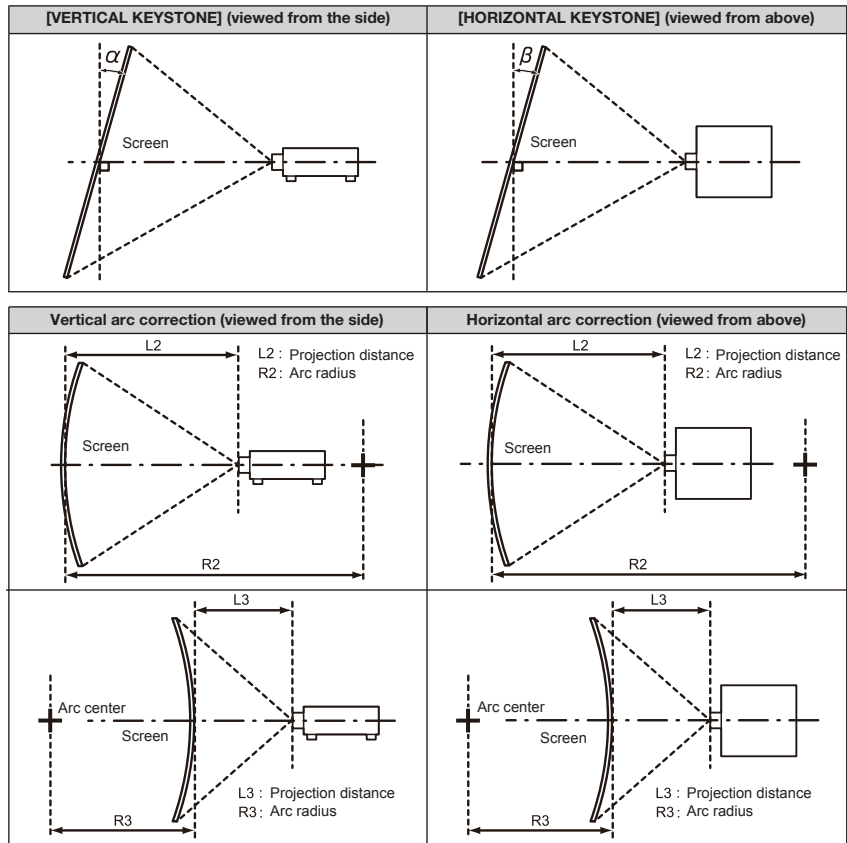 [VERTICAL KEYSTONE] (viewed from the side)
[HORIZONTAL KEYSTONE] (viewed from above)
α
Screen
β
Screen
Vertical arc correction (viewed from the side)
Horizontal arc correction (viewed from above)
L2
L2 : Projection distance
R2 : Arc radius
Screen
R2
L2
L2 : Projection distance
R2 : Arc radius
Screen
R2
L3
Arc center
Screen
L3 : Projection distance
R3 : Arc radius
R3
L3
Arc center
Screen
L3 : Projection distance
R3 : Arc radius
R3